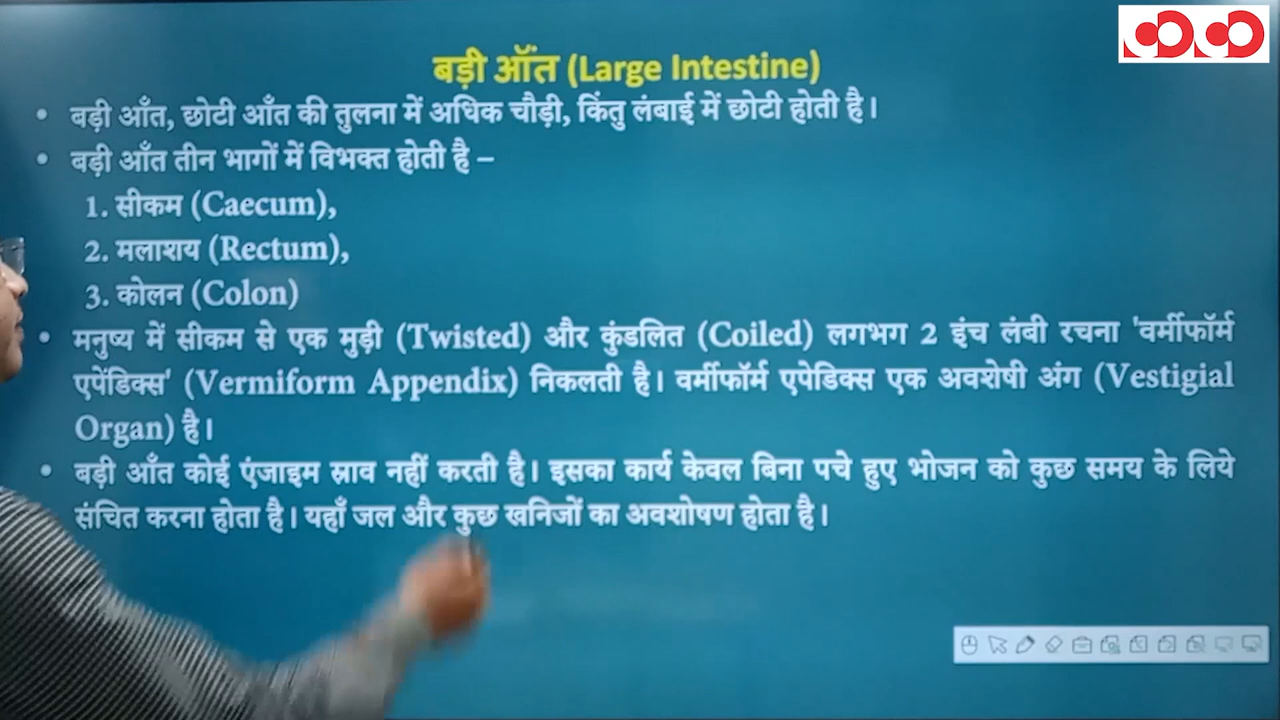 बड़ी ऑंत (Large Intestine)
• बड़ी आँत, छोटी आँत की तुलना में अधिक चौड़ी, किंतु लंबाई में छोटी होती है।
• बड़ी आँत तीन भागों में विभक्त होती है –
1. सीकम (Caecum),
2. मलाशय (Rectum),
3. कोलन (Colon)
• मनुष्य में सीकम से एक मुड़ी (Twisted) और कुंडलित (Coiled) लगभग 2 इंच लंबी रचना 'वर्मीफॉर्म
एपेंडिक्स' (Vermiform Appendix) निकलती है। वर्मीफॉर्म एपेडिक्स एक अवशेषी अंग (Vestigial
Organ) है।
• बड़ी आँत कोई एंजाइम स्राव नहीं करती है। इसका कार्य केवल बिना पचे हुए भोजन को कुछ समय के लिये
संचित करना होता है। यहाँ जल और कुछ खनिजों का अवशोषण होता है।